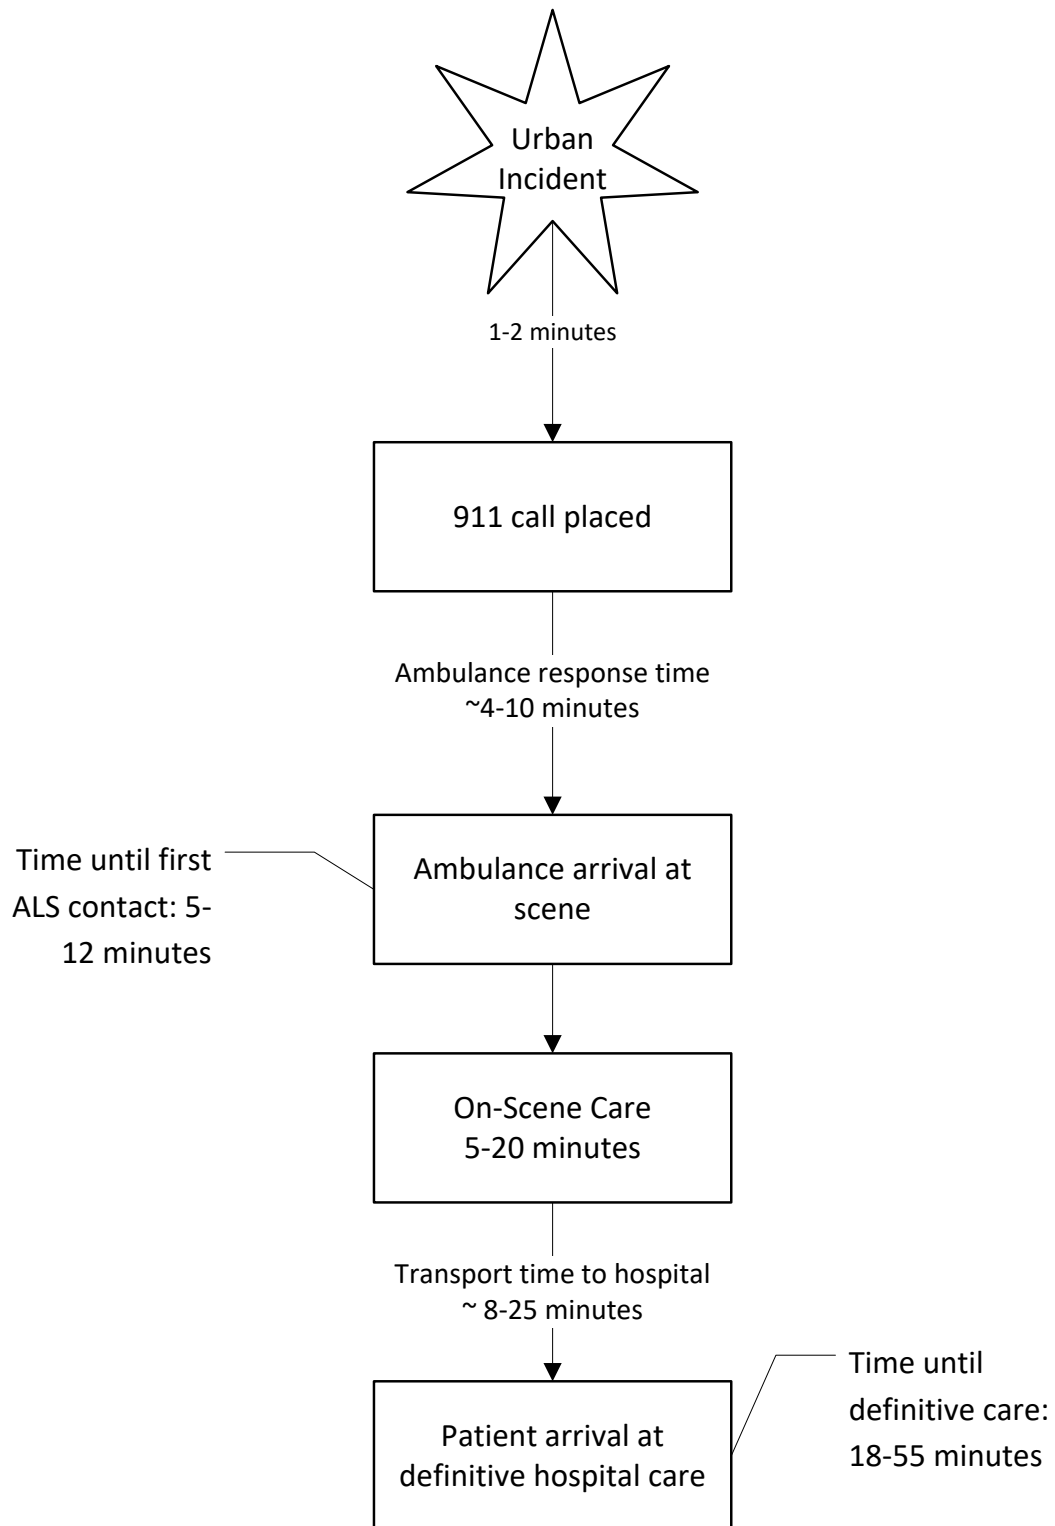 Urban
Incident
1-2 minutes
911 call placed
Ambulance response time
~4-10 minutes
Time until first
ALS contact: 5-
12 minutes
Ambulance arrival at
scene
On-Scene Care
5-20 minutes
Transport time to hospital
~ 8-25 minutes
Patient arrival at
definitive hospital care
Time until
definitive care:
18-55 minutes